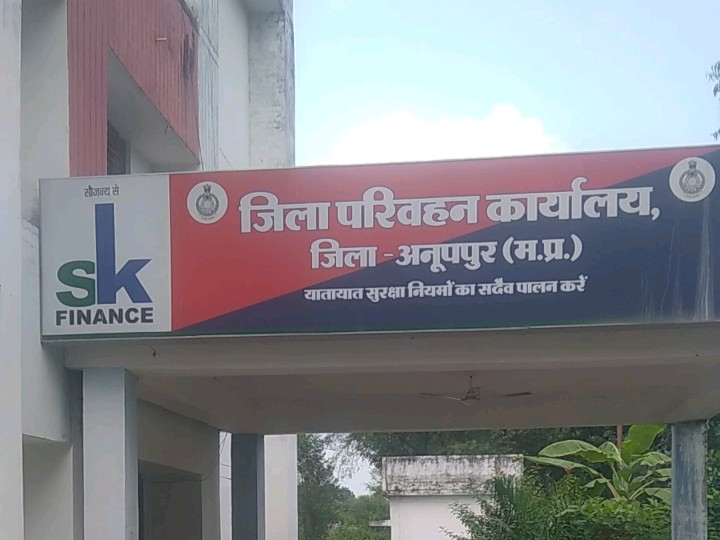 सौजन्य से
sk
FINANCE
जिला परिवहन कार्यालय,
जिला - अनूपपुर (म.प्र.)
यातायात सुरक्षा नियमों का सदैव पालन करें